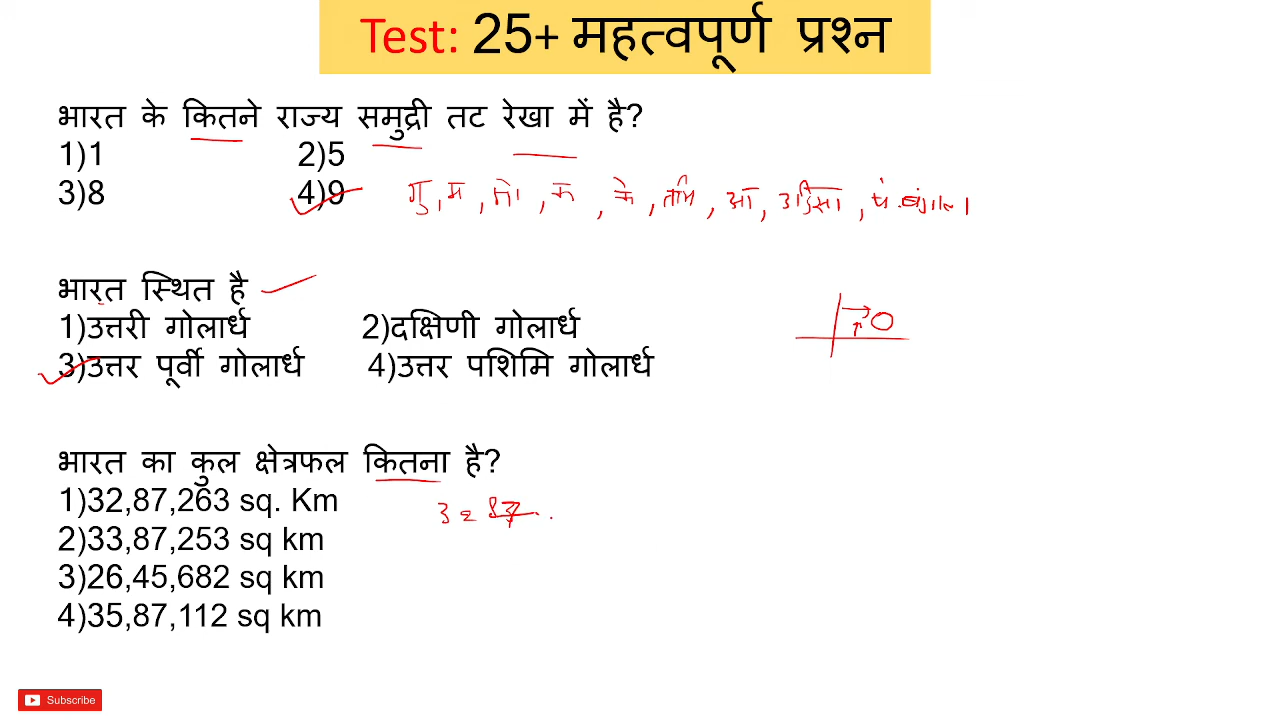 Test: 25+ महत्वपूर्ण प्रश्न
भारत के कितने राज्य समुद्री तट रेखा में है?
1)1 2)5
3)8 4)9 गु, म, गो, क, के, तमि, आं, उड़िसा, पं. बंगाल।
भारत स्थित है
1)उत्तरी गोलार्ध 2)दक्षिणी गोलार्ध
3)उत्तर पूर्वी गोलार्ध 4)उत्तर पशिमि गोलार्ध
भारत का कुल क्षेत्रफल कितना है?
1)32,87,263 sq. Km
2)33,87,253 sq km
3)26,45,682 sq km
4)35,87,112 sq km
Subscribe